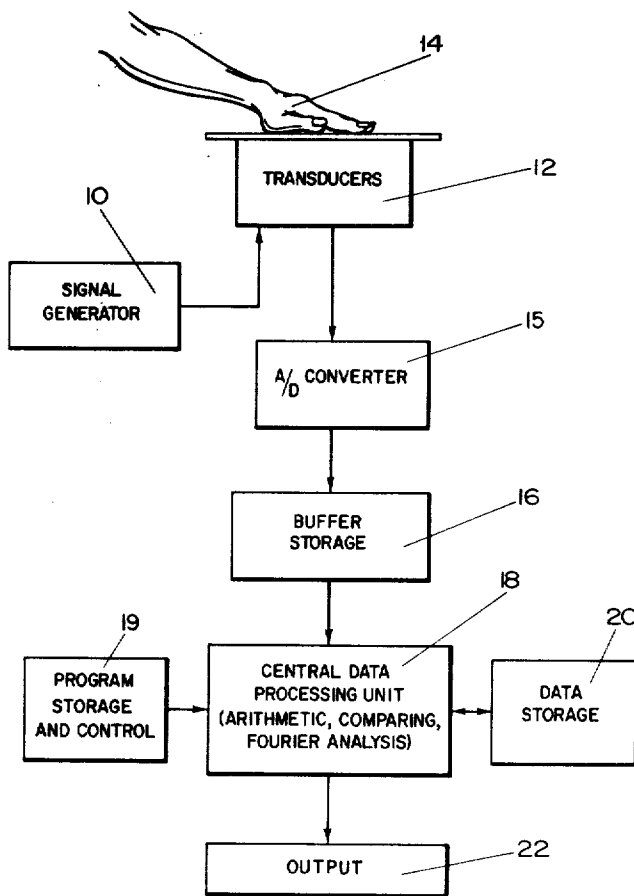 14
TRANSDUCERS
12
10
SIGNAL
GENERATOR
15
A/D CONVERTER
16
BUFFER
STORAGE
18
19
20
PROGRAM
STORAGE
AND CONTROL
CENTRAL DATA
PROCESSING UNIT
(ARITHMETIC, COMPARING,
FOURIER ANALYSIS)
DATA
STORAGE
OUTPUT
22